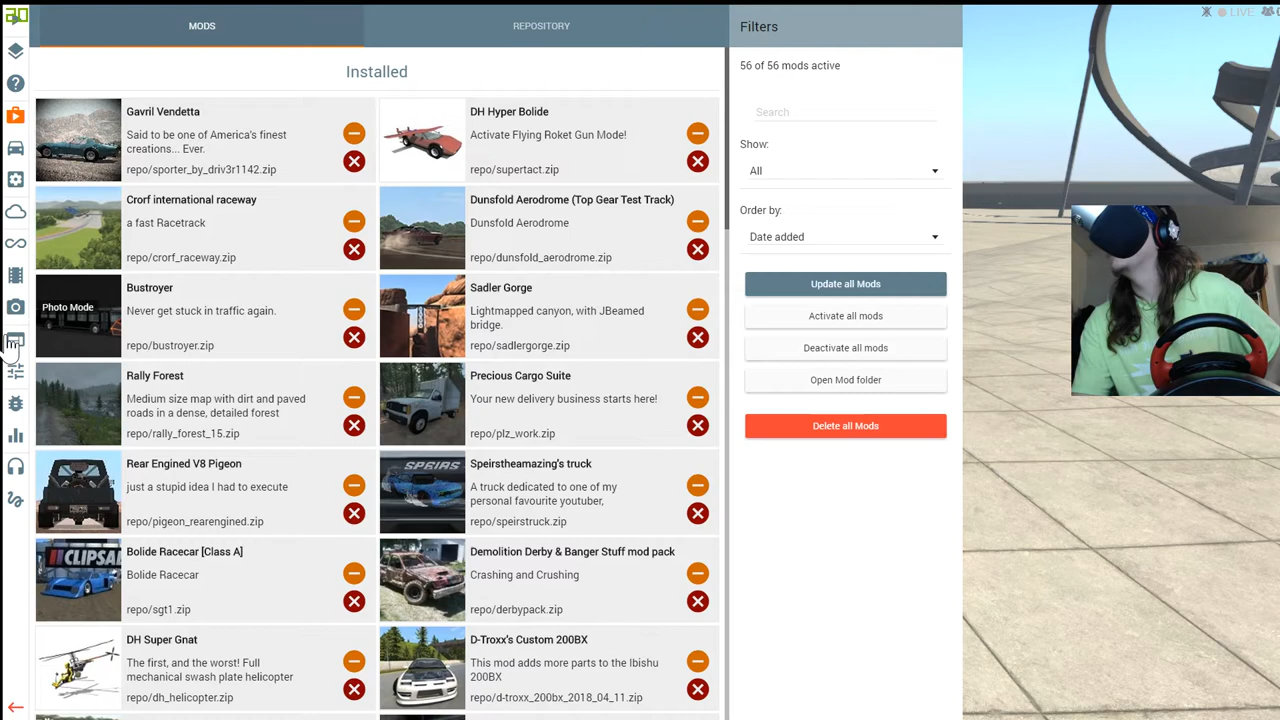 MODS
REPOSITORY
Filters
LIVE
Installed
56 of 56 mods active
Gavril Vendetta
Said to be one of America's finest
creations... Ever.
repo/sporter_by_driv3r1142.zip
DH Hyper Bolide
Activate Flying Roket Gun Mode!
repo/supertact.zip
Search
Show:
All
Crorf international raceway
a fast Racetrack
repo/crorf_raceway.zip
Dunsfold Aerodrome (Top Gear Test Track)
Dunsfold Aerodrome
repo/dunsfold_aerodrome.zip
Order by:
Date added
Bustroyer
Never get stuck in traffic again.
repo/bustroyer.zip
Photo Mode
Sadler Gorge
Lightmapped canyon, with JBeamed
bridge.
repo/sadlergorge.zip
Update all Mods
Activate all mods
Deactivate all mods
Open Mod folder
Delete all Mods
Rally Forest
Medium size map with dirt and paved
roads in a dense, detailed forest
repo/rally_forest_15.zip
Precious Cargo Suite
Your new delivery business starts here!
repo/plz_work.zip
Rear Engined V8 Pigeon
just a stupid idea I had to execute
repo/pigeon_rearengined.zip
SPEIRS
Speirstheamazing's truck
A truck dedicated to one of my
personal favourite youtuber,
repo/speirstruck.zip
CLIPSA
Bolide Racecar [Class A]
Bolide Racecar
repo/sgt1.zip
Demolition Derby & Banger Stuff mod pack
Crashing and Crushing
repo/derbypack.zip
DH Super Gnat
The first, and the worst! Full
mechanical swash plate helicopter
repo/dhelicopter.zip
D-Troxx's Custom 200BX
This mod adds more parts to the Ibishu
200BX
repo/d-troxx_200bx_2018_04_11.zip